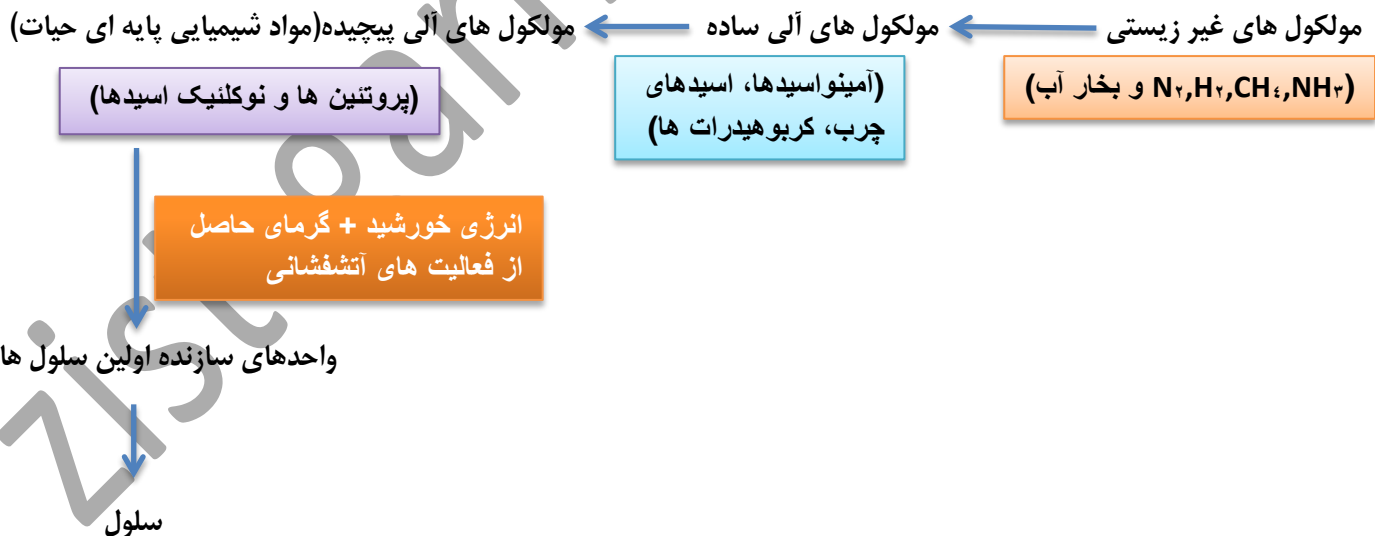 مولکول های غیر زیستی
مولکول های آلی ساده
مولکول های آلی پیچیده(مواد شیمیایی پایه ای حیات)
(N۲,H۲,CH٤,NH۳ و بخار آب)
(آمینواسیدها، اسیدهای
چرب، کربوهیدرات ها)
(پروتئین ها و نوکلئیک اسیدها)
انرژی خورشید + گرمای حاصل
از فعالیت های آتشفشانی
واحدهای سازنده اولین سلول ها
سلول